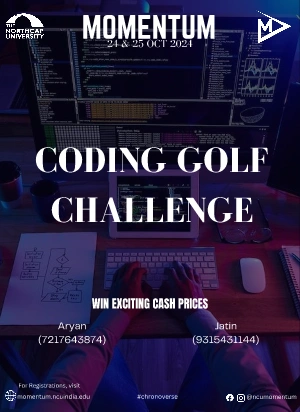 THE
NORTHCAP
UNIVERSITY
MOMENTUM
24 & 25 OCT 2024
M
CODING GOLF
CHALLENGE
WIN EXCITING CASH PRICES
Aryan
(7217643874)
Jatin
(9315431144)
For Registrations, visit
momentum.ncuindia.edu
#chronoverse
@ncumomentum